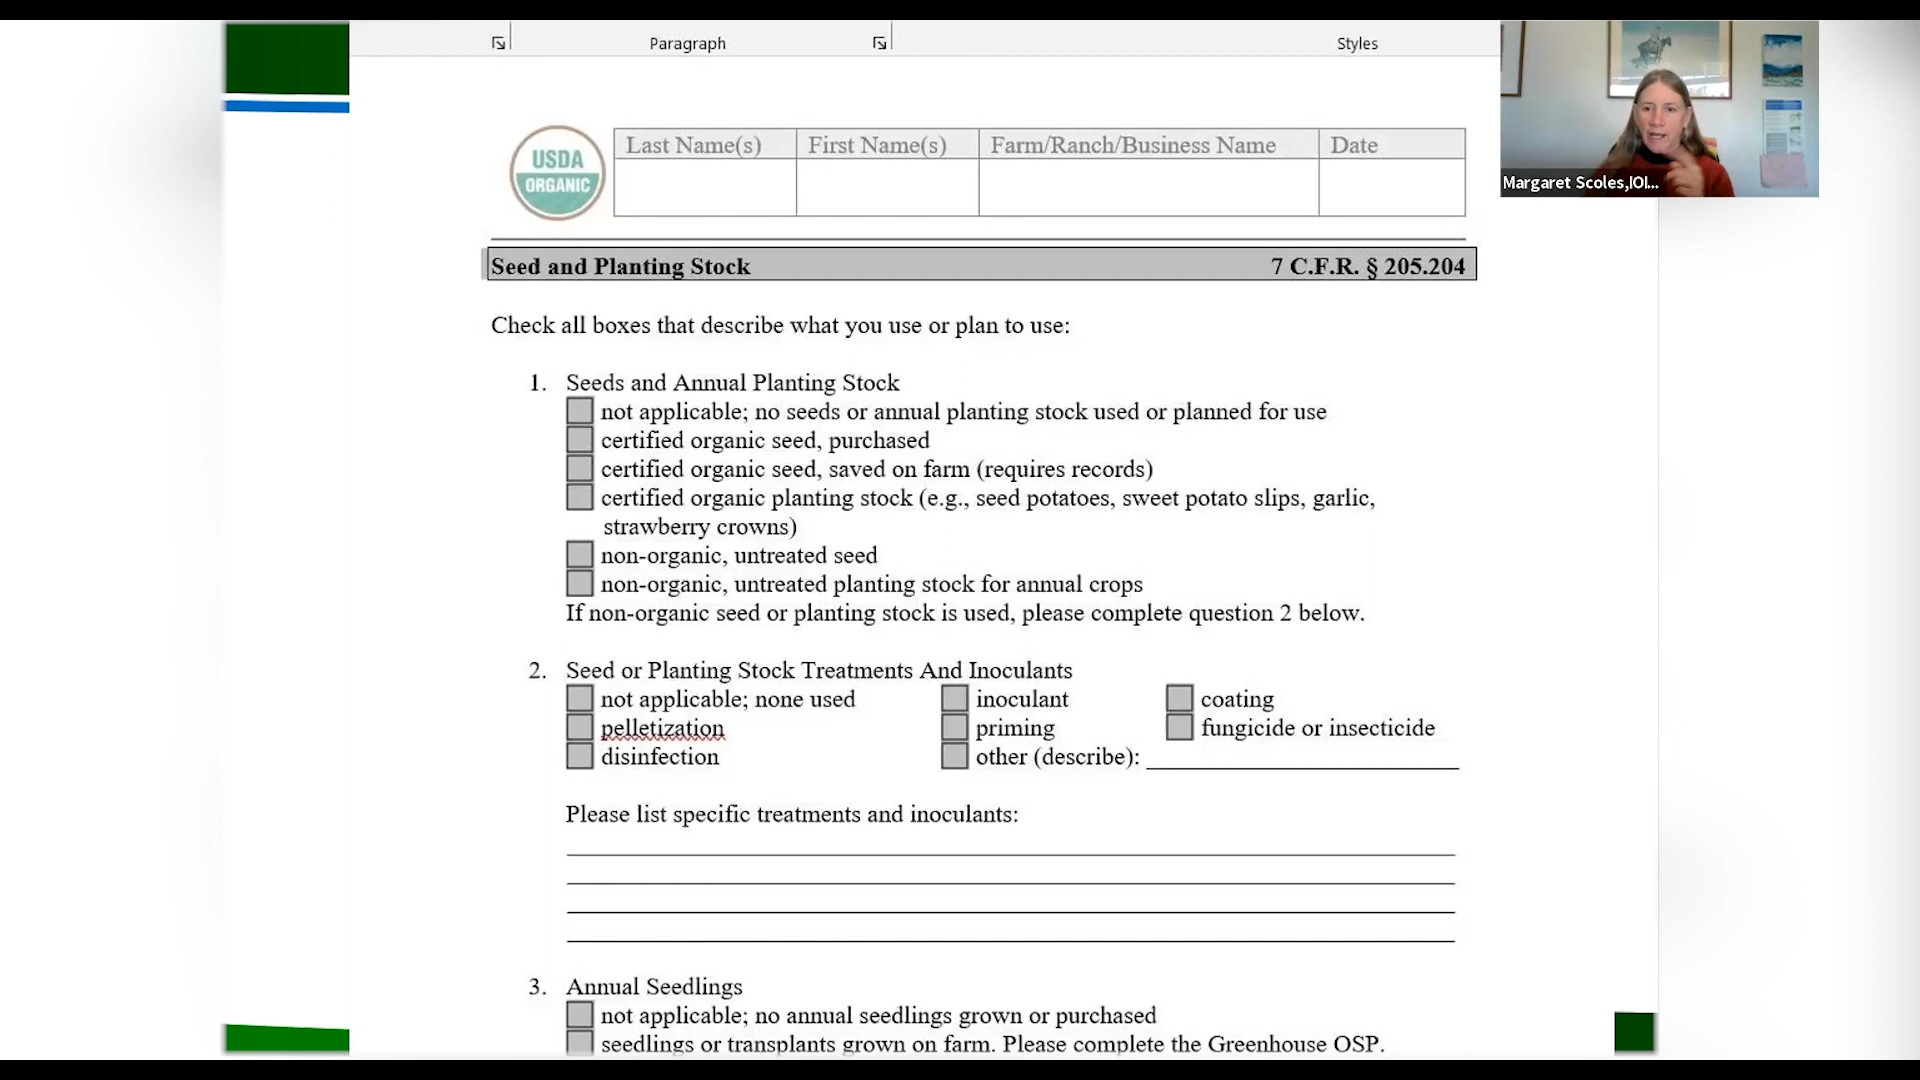 Paragraph
Styles
USDA
ORGANIC
Last Name(s) First Name(s) Farm/Ranch/Business Name Date
Margaret Scoles,IOI...
Seed and Planting Stock 7 C.F.R. § 205.204
Check all boxes that describe what you use or plan to use:
1. Seeds and Annual Planting Stock
not applicable; no seeds or annual planting stock used or planned for use
certified organic seed, purchased
certified organic seed, saved on farm (requires records)
certified organic planting stock (e.g., seed potatoes, sweet potato slips, garlic,
strawberry crowns)
non-organic, untreated seed
non-organic, untreated planting stock for annual crops
If non-organic seed or planting stock is used, please complete question 2 below.
2. Seed or Planting Stock Treatments And Inoculants
not applicable; none used inoculant coating
pelletization priming fungicide or insecticide
disinfection other (describe):
Please list specific treatments and inoculants:
3. Annual Seedlings
not applicable; no annual seedlings grown or purchased
seedlings or transplants grown on farm. Please complete the Greenhouse OSP.